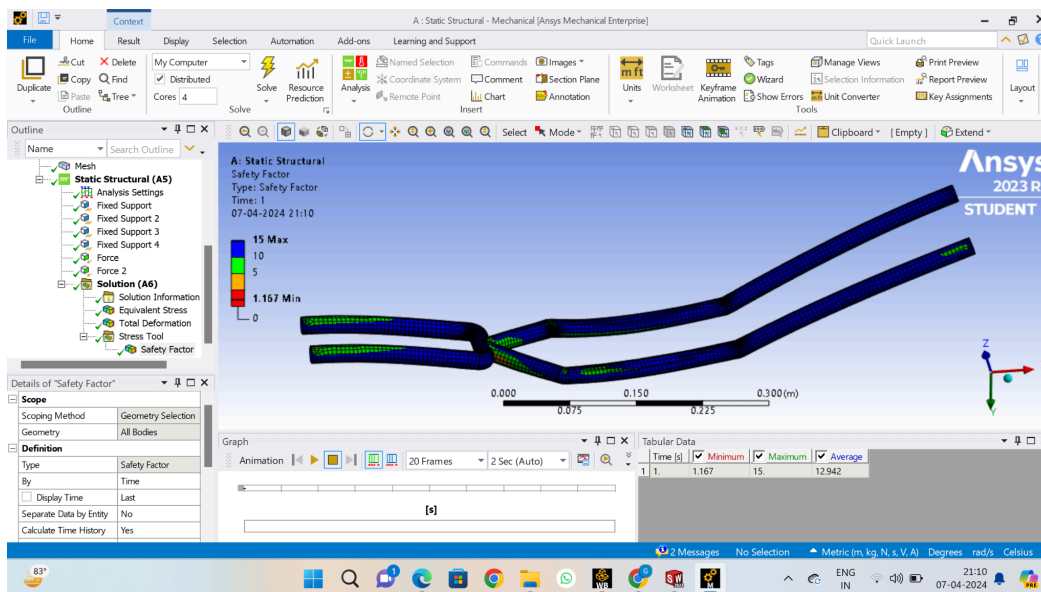 Context
A : Static Structural - Mechanical [Ansys Mechanical Enterprise]
File Home Result Display Selection Automation Add-ons Learning and Support Quick Launch
Duplicate
Cut
Copy
Paste
Delete
Find
Tree
Outline
My Computer
Distributed
Cores 4
Solve
Resource Prediction
Solve
Analysis
Named Selection
Coordinate System
Remote Point
Commands
Comment
Chart
Images
Section Plane
Annotation
Insert
m ft
Units
Worksheet
Keyframe Animation
Tags
Wizard
Show Errors
Manage Views
Selection Information
Unit Converter
Print Preview
Report Preview
Key Assignments
Tools
Layout
Select Mode Clipboard [Empty] Extend
Outline
Name Search Outline
Mesh
Static Structural (A5)
Analysis Settings
Fixed Support
Fixed Support 2
Fixed Support 3
Fixed Support 4
Force
Force 2
Solution (A6)
Solution Information
Equivalent Stress
Total Deformation
Stress Tool
Safety Factor
Details of "Safety Factor"
Scope
Scoping Method Geometry Selection
Geometry All Bodies
Definition
Type Safety Factor
By Time
Display Time Last
Separate Data by Entity No
Calculate Time History Yes
A: Static Structural
Safety Factor
Type: Safety Factor
Time: 1
07-04-2024 21:10
15 Max
10
5
1.167 Min
0
Ansys
2023 R
STUDENT
0.000 0.150 0.300 (m)
0.075 0.225
Z
Y
Graph
Animation 20 Frames 2 Sec (Auto)
[s]
Tabular Data
Time [s] Minimum Maximum Average
1 1. 1.167 15. 12.942
2 Messages No Selection Metric (m, kg, N, s, V, A) Degrees rad/s Celsius
83°
1
WB
G
SW
M
ENG
IN
21:10
07-04-2024
PRE